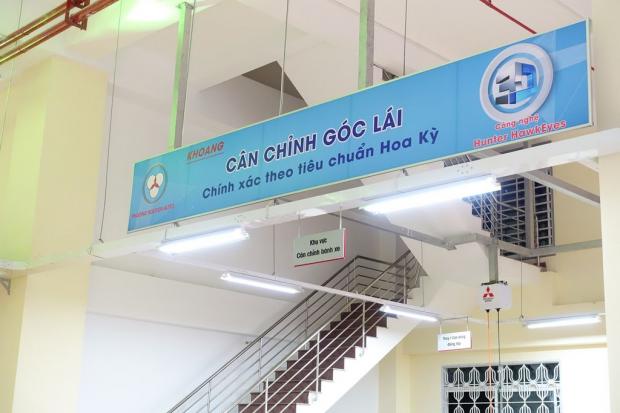 KHOANG
CÂN CHỈNH GÓC LÁI
Chính xác theo tiêu chuẩn Hoa Kỳ
Công nghệ
Hunter HawkEyes
Khu vực
Cân chỉnh bánh xe